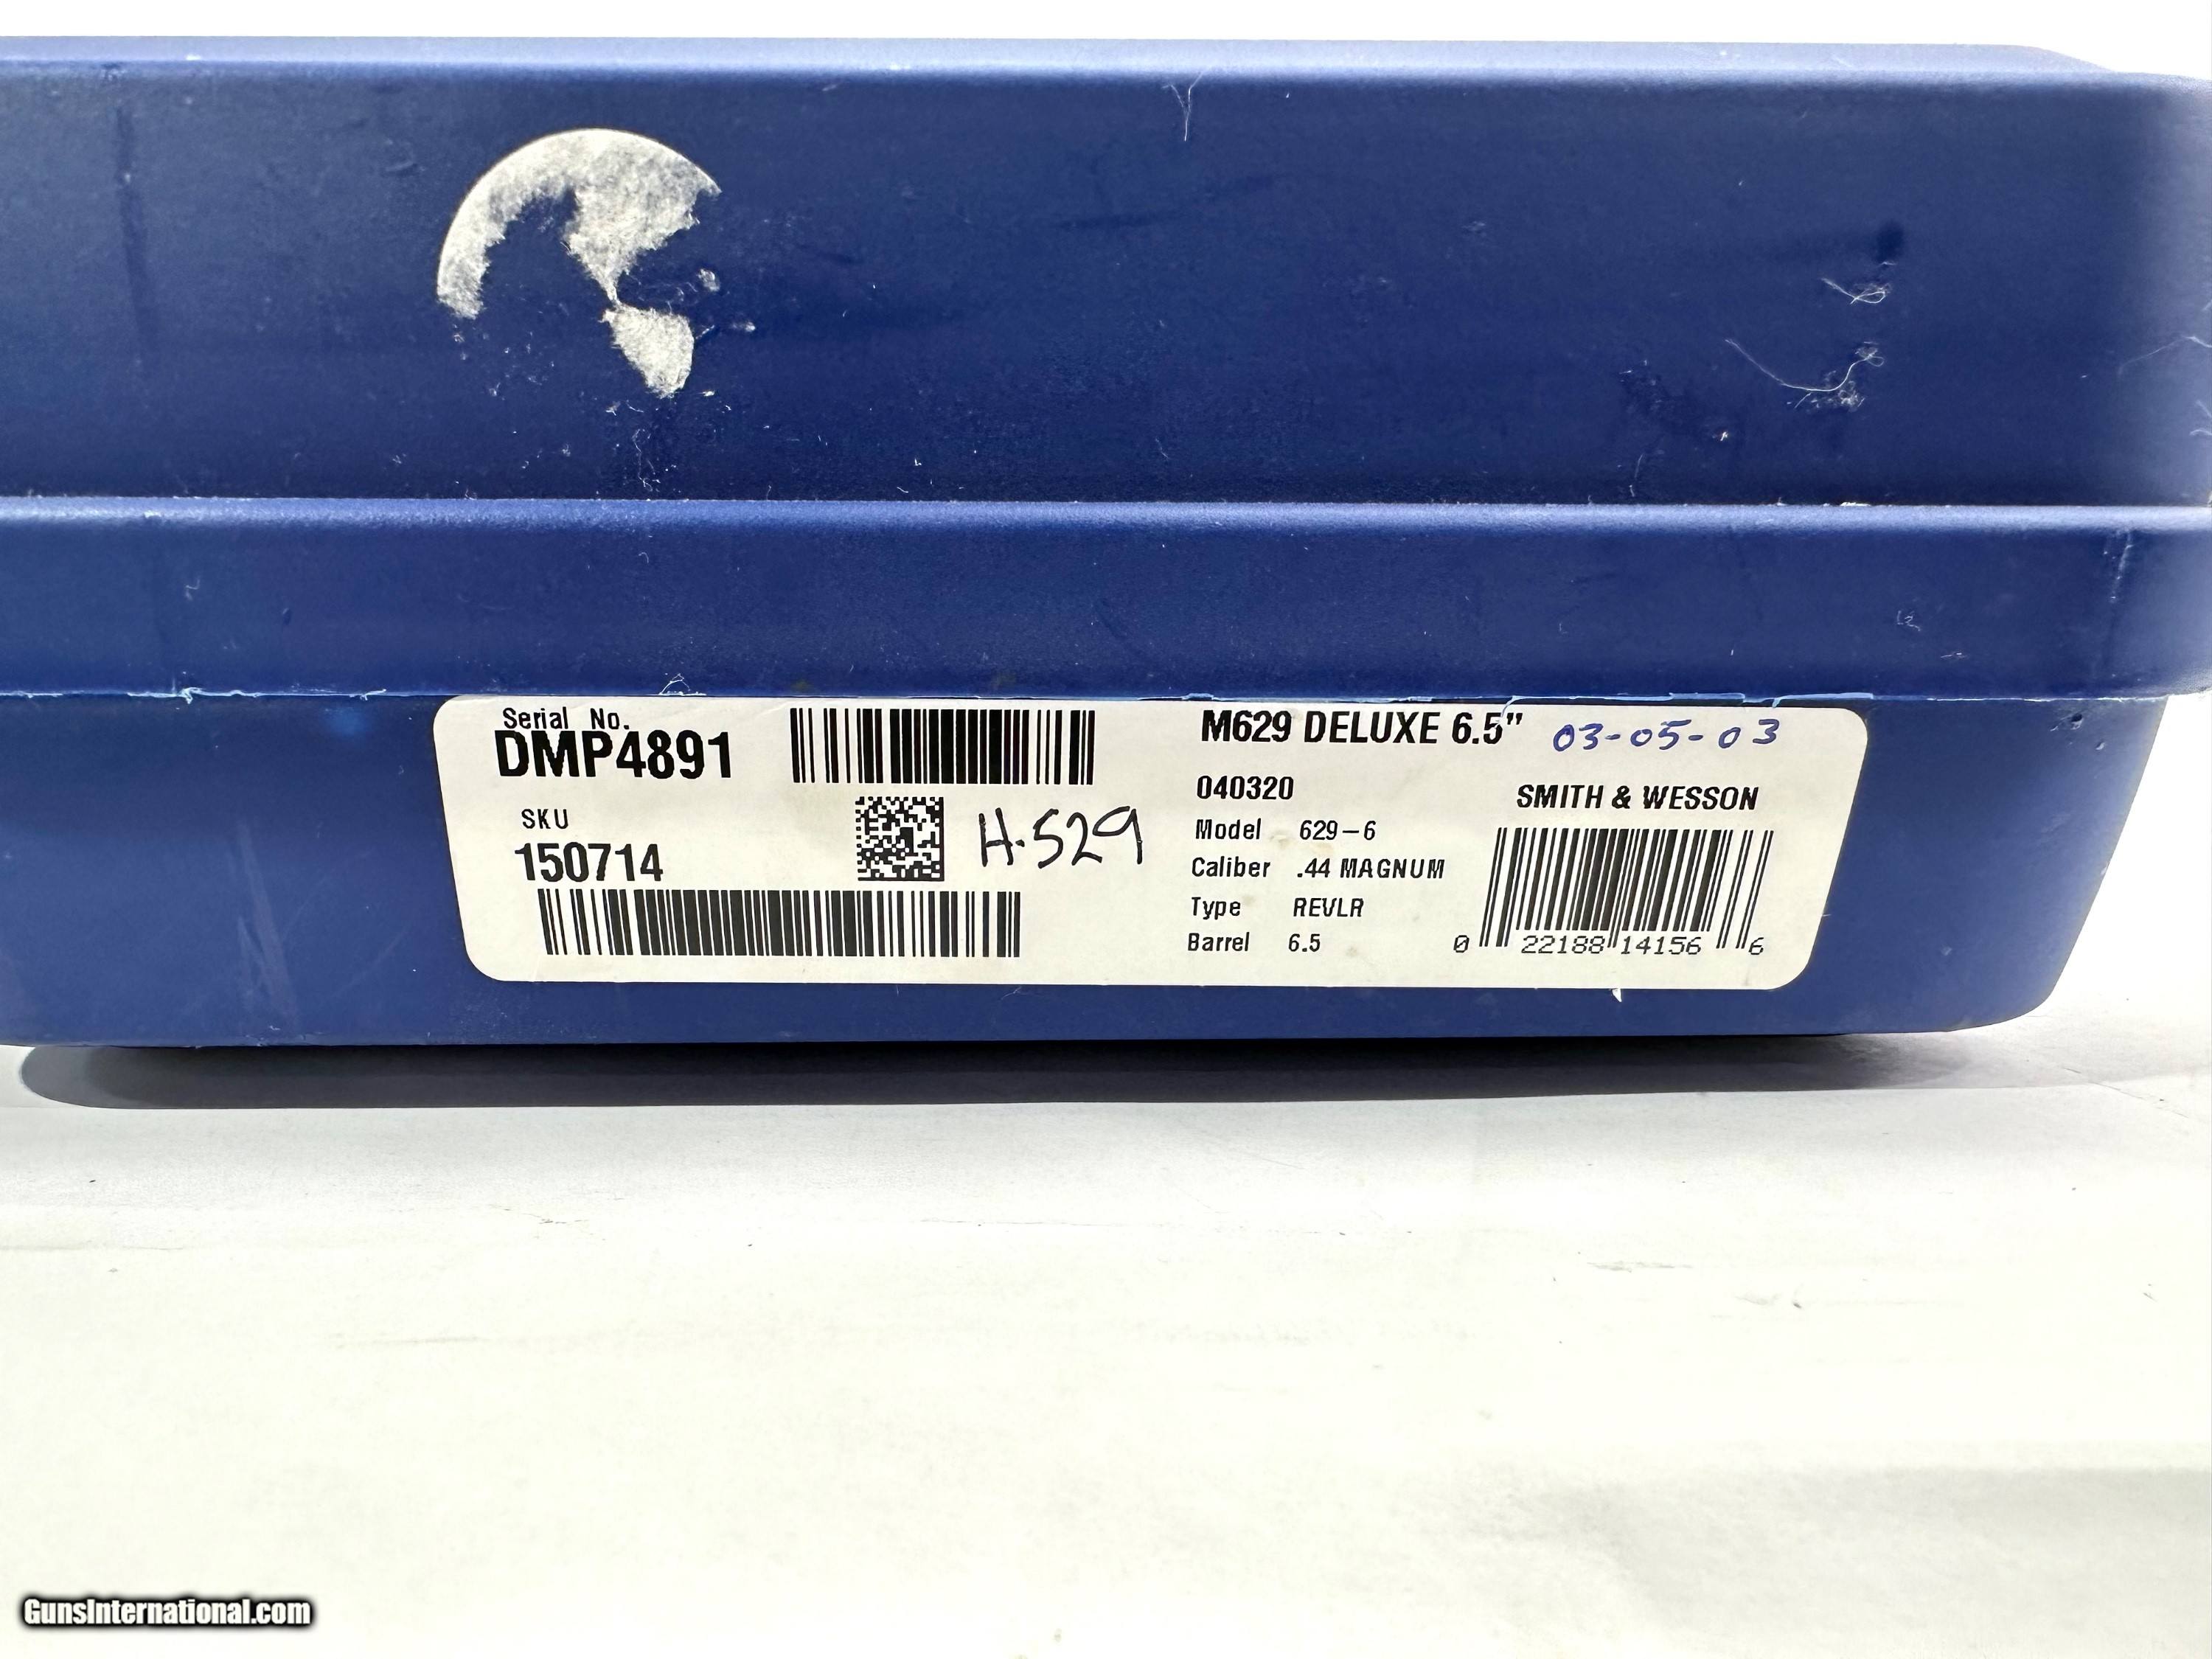 Serial No.
DMP4891
SKU
150714
H-529
M629 DELUXE 6.5" 03-05-03
040320
SMITH & WESSON
Model 629-6
Caliber .44 MAGNUM
Type REVLR
Barrel 6.5
0 22188 14156 6
GunsInternational.com